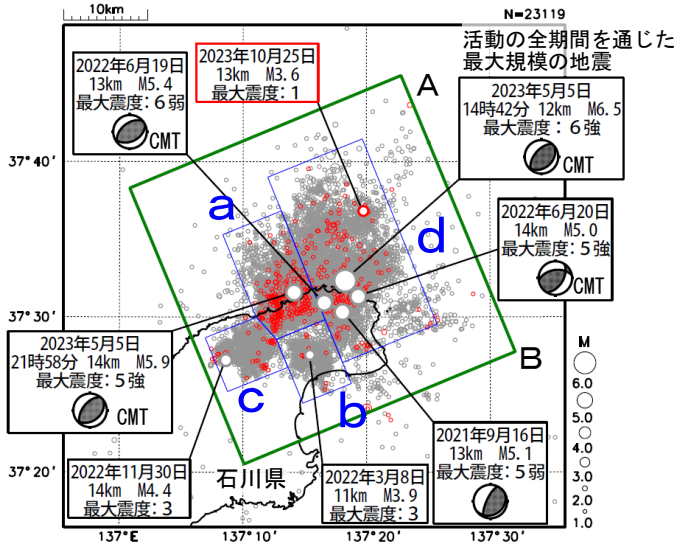 10km
N=23119
活動の全期間を通じた
最大規模の地震
2022年6月19日
13km M5.4
最大震度：6弱
CMT
2023年10月25日
13km M3.6
最大震度：1
A
2023年5月5日
14時42分 12km M6.5
最大震度：6強
CMT
37°40′
a
d
2022年6月20日
14km M5.0
最大震度：5強
CMT
37°30′
2023年5月5日
21時58分 14km M5.9
最大震度：5強
CMT
B
M
6.0
5.0
4.0
3.0
2.0
1.0
c
b
2021年9月16日
13km M5.1
最大震度：5弱
37°20′
2022年11月30日
14km M4.4
最大震度：3
石川県
2022年3月8日
11km M3.9
最大震度：3
137°E
137°10′
137°20′
137°30′